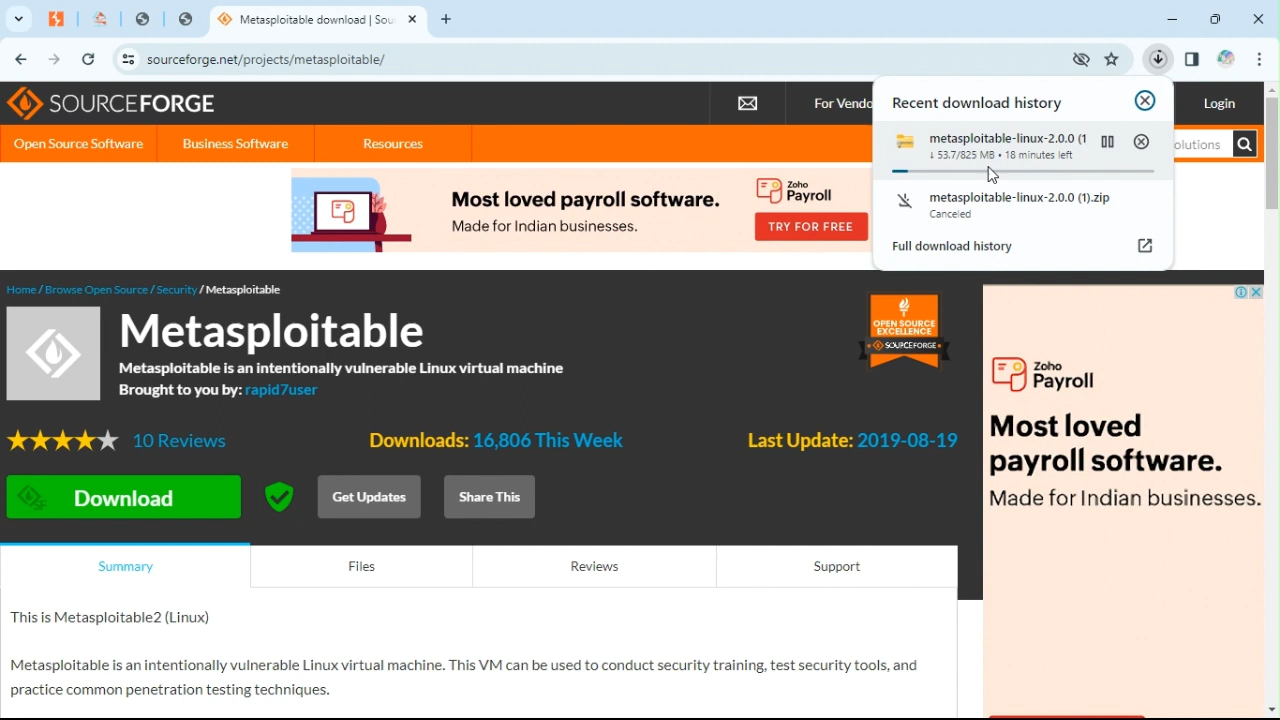 Metasploitable download | Sou
sourceforge.net/projects/metasploitable/
SOURCEFORGE
For Vendo
Login
Open Source Software
Business Software
Resources
olutions
Recent download history
metasploitable-linux-2.0.0 (1
↓ 53.7/825 MB • 18 minutes left
metasploitable-linux-2.0.0 (1).zip
Canceled
Full download history
Most loved payroll software.
Made for Indian businesses.
Zoho
Payroll
TRY FOR FREE
Home / Browse Open Source / Security / Metasploitable
Metasploitable
Metasploitable is an intentionally vulnerable Linux virtual machine
Brought to you by: rapid7user
OPEN SOURCE
EXCELLENCE
SOURCEFORGE
10 Reviews
Downloads: 16,806 This Week
Last Update: 2019-08-19
Download
Get Updates
Share This
Summary
Files
Reviews
Support
This is Metasploitable2 (Linux)
Metasploitable is an intentionally vulnerable Linux virtual machine. This VM can be used to conduct security training, test security tools, and
practice common penetration testing techniques.
Zoho
Payroll
Most loved
payroll software.
Made for Indian businesses.